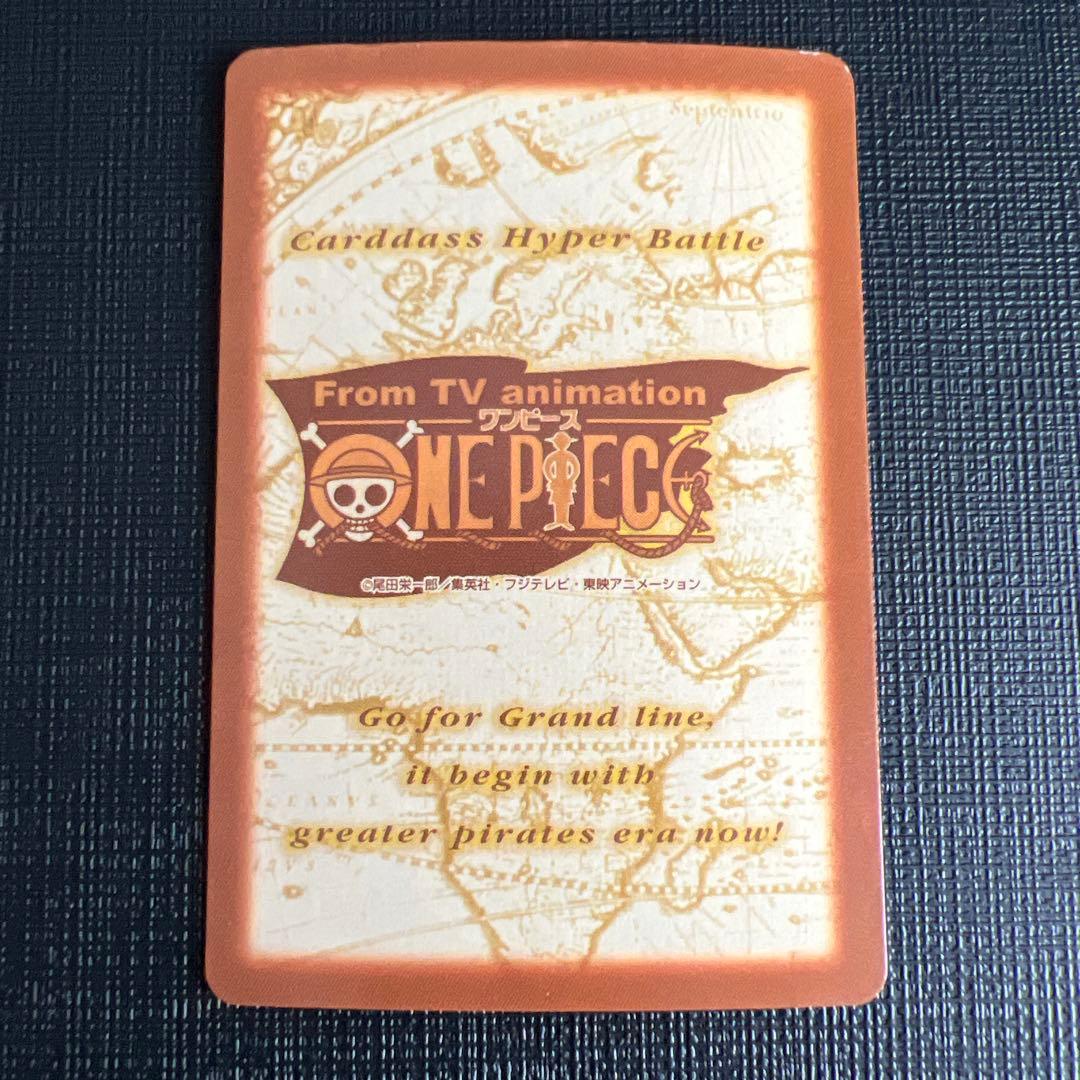 Septentrio
Carddass Hyper Battle
From TV animation
ワンピース
ONE PIECE
©尾田栄一郎／集英社・フジテレビ・東映アニメーション
Go for Grand line,
it begin with
greater pirates era now!